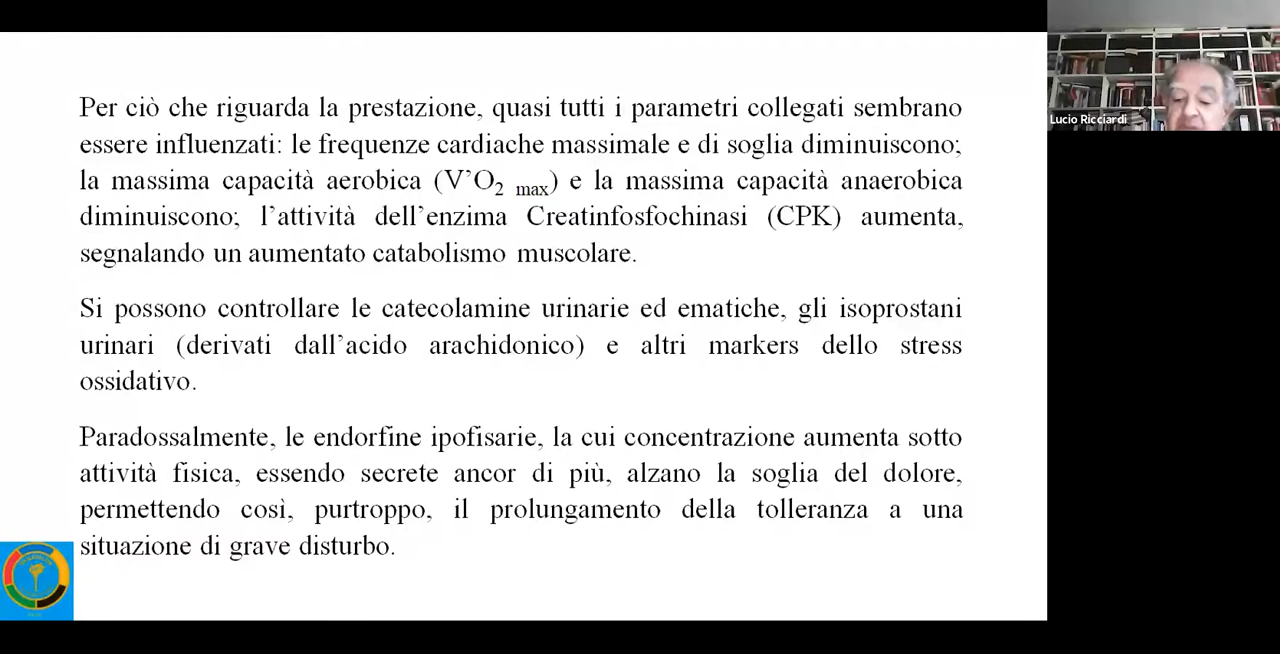 Per ciò che riguarda la prestazione, quasi tutti i parametri collegati sembrano
essere influenzati: le frequenze cardiache massimale e di soglia diminuiscono;
la massima capacità aerobica (V’O2 max) e la massima capacità anaerobica
diminuiscono; l’attività dell’enzima Creatinfosfochinasi (CPK) aumenta,
segnalando un aumentato catabolismo muscolare.
Si possono controllare le catecolamine urinarie ed ematiche, gli isoprostani
urinari (derivati dall’acido arachidonico) e altri markers dello stress
ossidativo.
Paradossalmente, le endorfine ipofisarie, la cui concentrazione aumenta sotto
attività fisica, essendo secrete ancor di più, alzano la soglia del dolore,
permettendo così, purtroppo, il prolungamento della tolleranza a una
situazione di grave disturbo.
Lucio Ricciardi